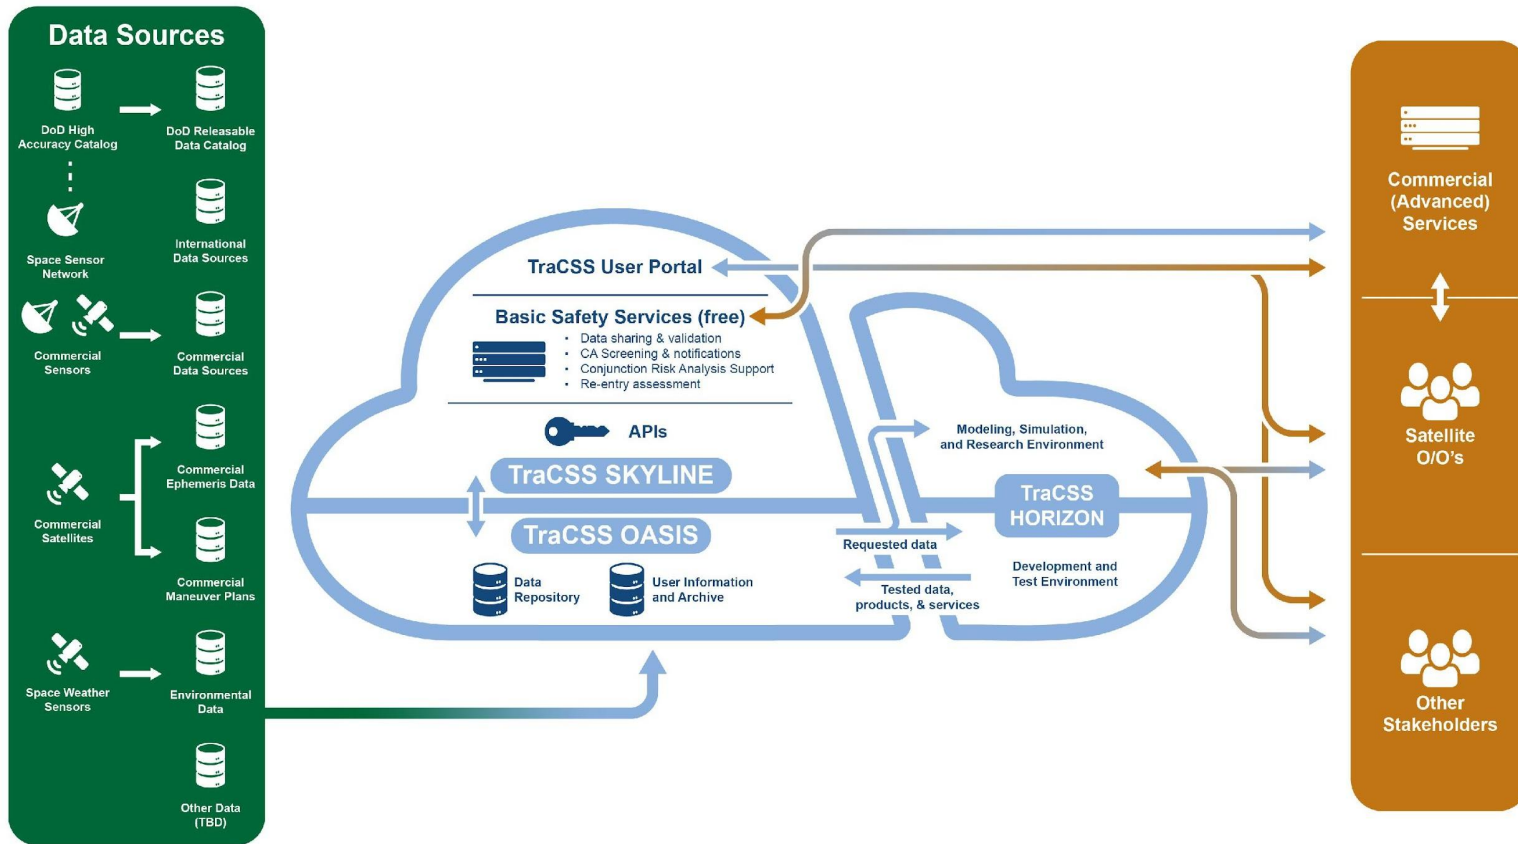 Data Sources
DoD High
Accuracy Catalog
DoD Releasable
Data Catalog
Space Sensor
Network
International
Data Sources
Commercial
Sensors
Commercial
Data Sources
Commercial
Satellites
Commercial
Ephemeris Data
Commercial
Maneuver Plans
Space Weather
Sensors
Environmental
Data
Other Data
(TBD)
TraCSS User Portal
Basic Safety Services (free)
• Data sharing & validation
• CA Screening & notifications
• Conjunction Risk Analysis Support
• Re-entry assessment
APIs
TraCSS SKYLINE
TraCSS OASIS
Data
Repository
User Information
and Archive
Requested data
Tested data,
products, & services
Modeling, Simulation,
and Research Environment
TraCSS
HORIZON
Development and
Test Environment
Commercial
(Advanced)
Services
Satellite
O/O's
Other
Stakeholders